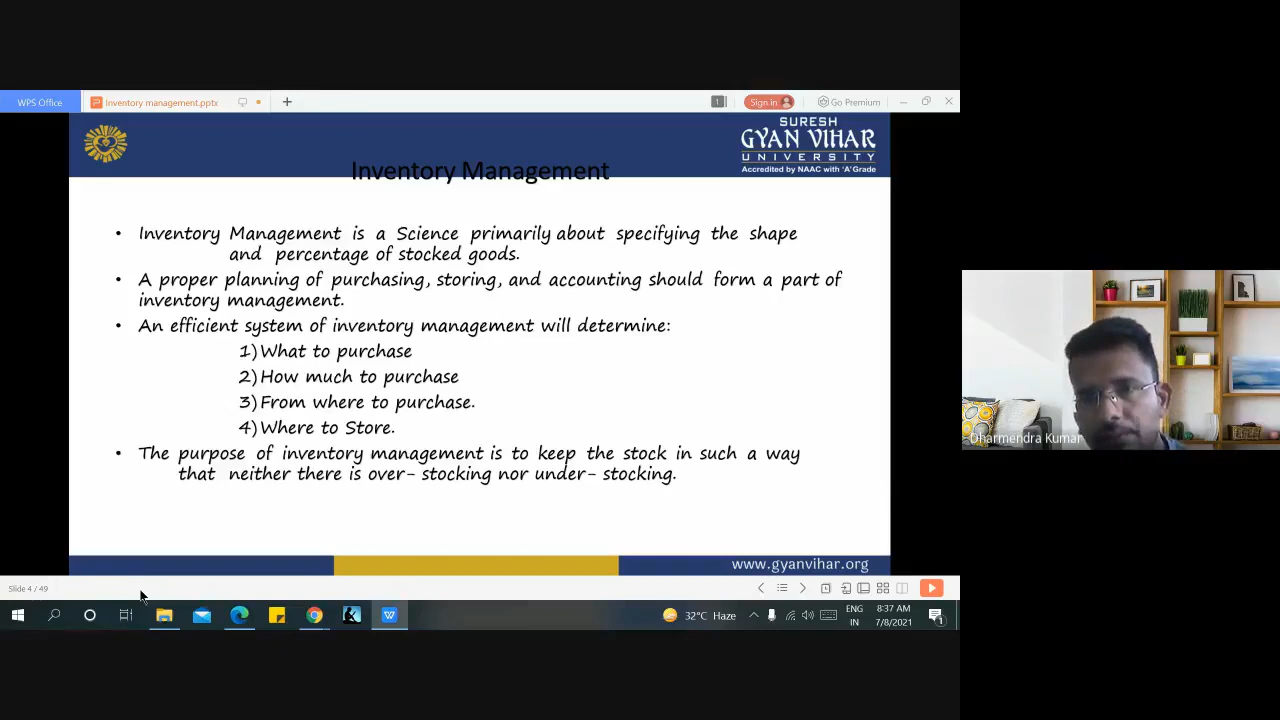 WPS Office
Inventory management.pptx
1
Sign in
Go Premium
SURESH
GYAN VIHAR
UNIVERSITY
Accredited by NAAC with 'A' Grade
Inventory Management
• Inventory Management is a Science primarily about specifying the shape
and percentage of stocked goods.
• A proper planning of purchasing, storing, and accounting should form a part of
inventory management.
• An efficient system of inventory management will determine:
1) What to purchase
2) How much to purchase
3) From where to purchase.
4) Where to Store.
• The purpose of inventory management is to keep the stock in such a way
that neither there is over- stocking nor under- stocking.
www.gyanvihar.org
Dharmendra Kumar
Slide 4 / 49
32°C Haze
ENG
IN
8:37 AM
7/8/2021
1